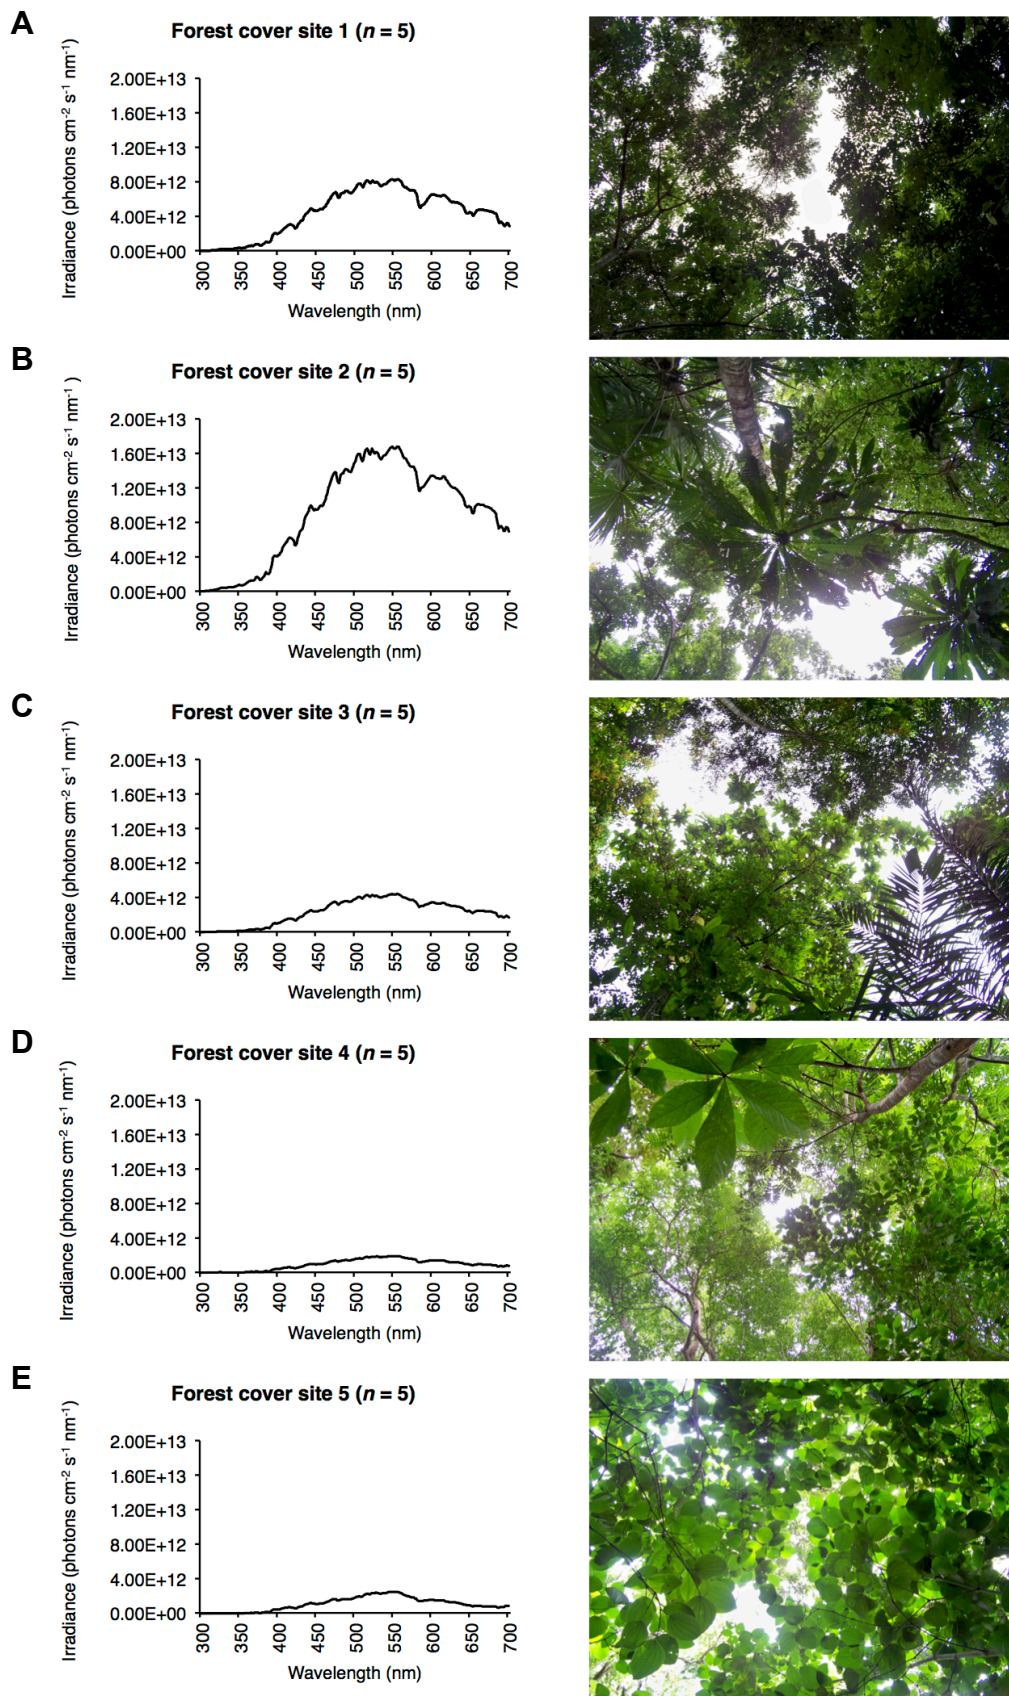 A
Forest cover site 1 (n = 5)
Irradiance (photons cm-2 s-1 nm-1)
2.00E+13
1.60E+13
1.20E+13
8.00E+12
4.00E+12
0.00E+00
300 350 400 450 500 550 600 650 700
Wavelength (nm)
B
Forest cover site 2 (n = 5)
Irradiance (photons cm-2 s-1 nm-1 )
2.00E+13
1.60E+13
1.20E+13
8.00E+12
4.00E+12
0.00E+00
300 350 400 450 500 550 600 650 700
Wavelength (nm)
C
Forest cover site 3 (n = 5)
Irradiance (photons cm-2 s-1 nm-1)
2.00E+13
1.60E+13
1.20E+13
8.00E+12
4.00E+12
0.00E+00
300 350 400 450 500 550 600 650 700
Wavelength (nm)
D
Forest cover site 4 (n = 5)
Irradiance (photons cm-2 s-1 nm-1)
2.00E+13
1.60E+13
1.20E+13
8.00E+12
4.00E+12
0.00E+00
300 350 400 450 500 550 600 650 700
Wavelength (nm)
E
Forest cover site 5 (n = 5)
Irradiance (photons cm-2 s-1 nm-1)
2.00E+13
1.60E+13
1.20E+13
8.00E+12
4.00E+12
0.00E+00
300 350 400 450 500 550 600 650 700
Wavelength (nm)